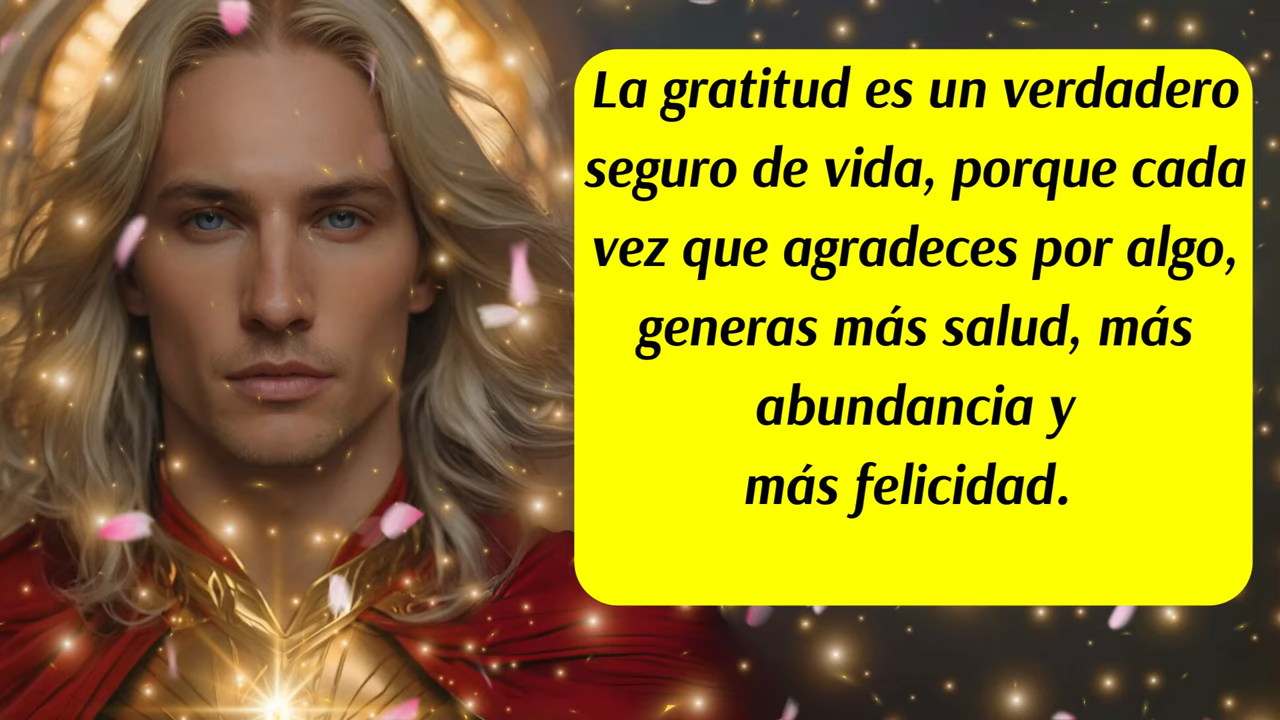 La gratitud es un verdadero
seguro de vida, porque cada
vez que agradeces por algo,
generas más salud, más
abundancia y
más felicidad.